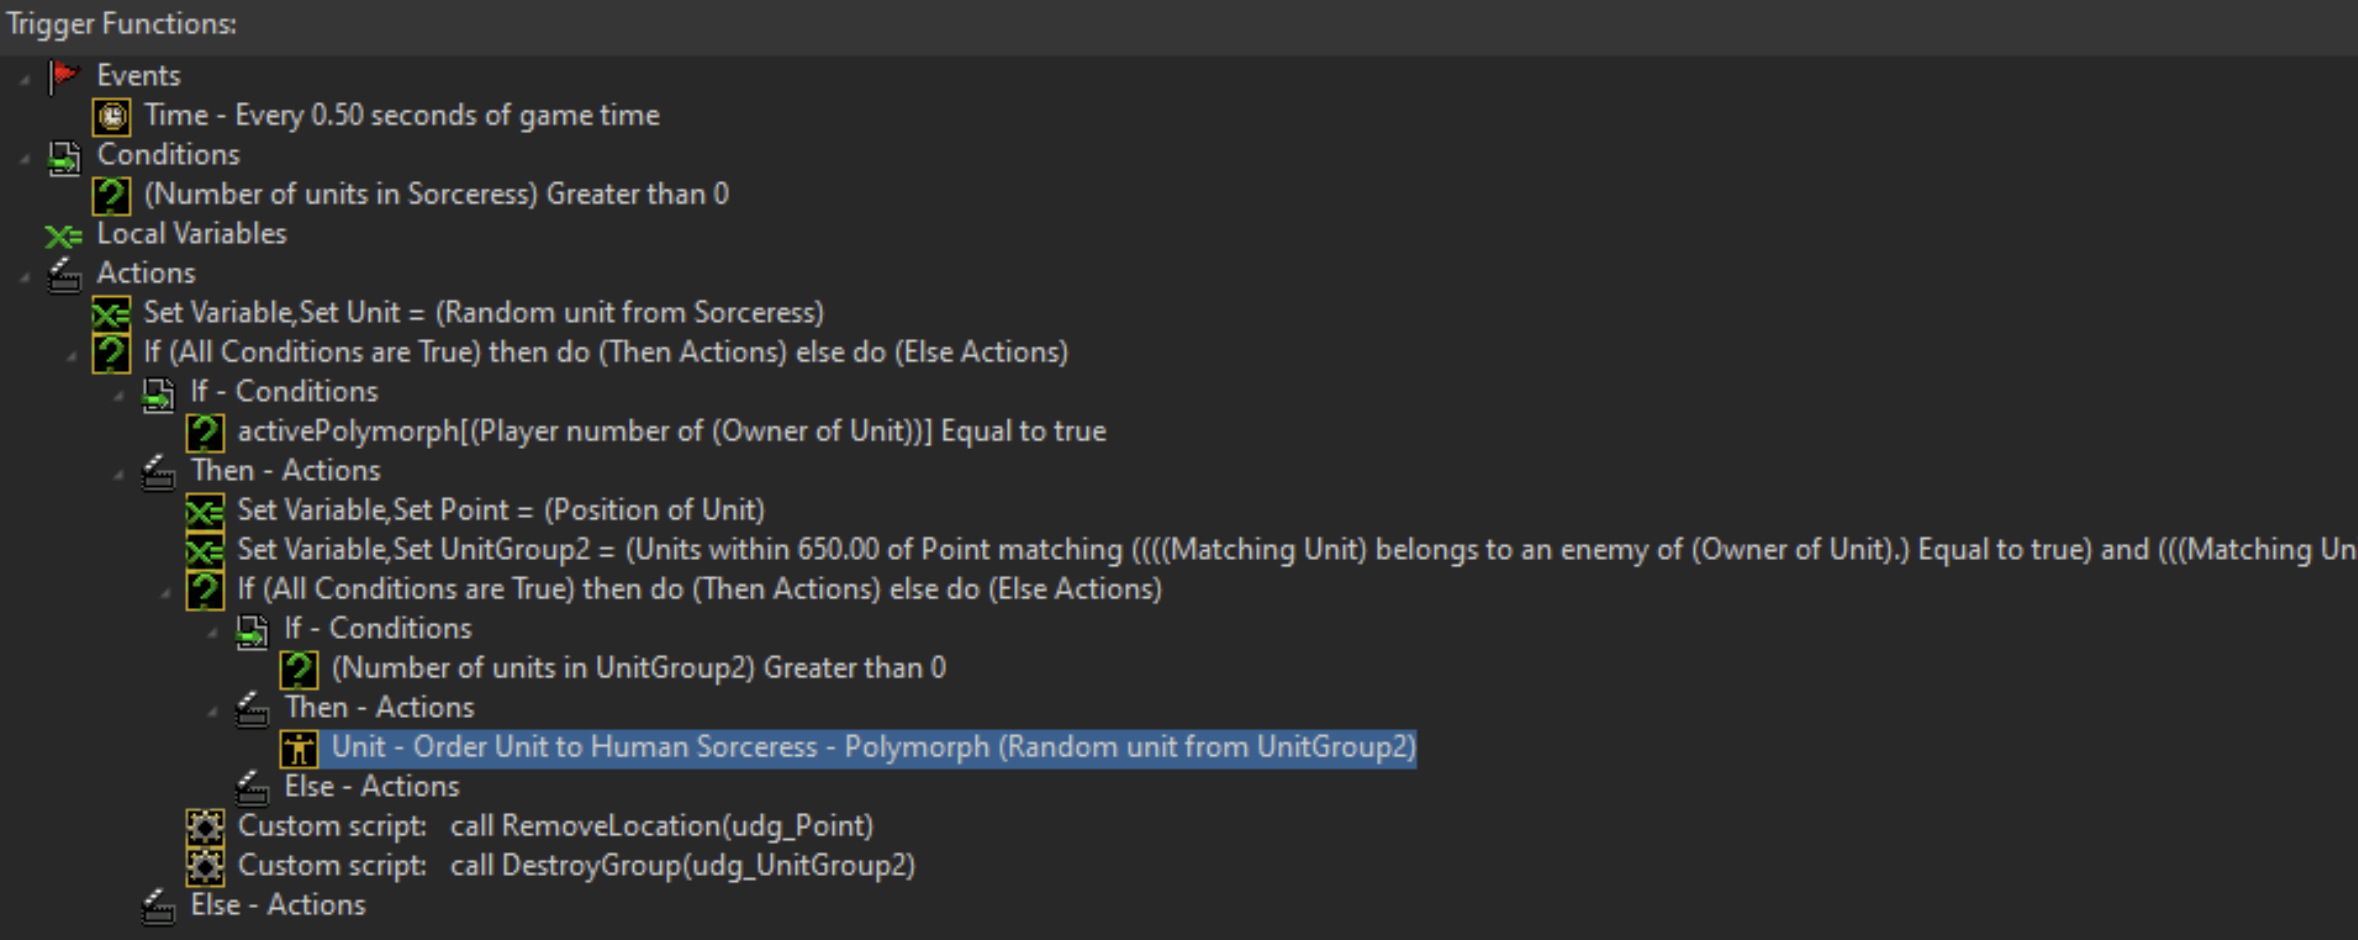 Trigger Functions:
Events
Time - Every 0.50 seconds of game time
Conditions
(Number of units in Sorceress) Greater than 0
Local Variables
Actions
Set Variable,Set Unit = (Random unit from Sorceress)
If (All Conditions are True) then do (Then Actions) else do (Else Actions)
If - Conditions
activePolymorph[(Player number of (Owner of Unit))] Equal to true
Then - Actions
Set Variable,Set Point = (Position of Unit)
Set Variable,Set UnitGroup2 = (Units within 650.00 of Point matching ((((Matching Unit) belongs to an enemy of (Owner of Unit).) Equal to true) and (((Matching Un
If (All Conditions are True) then do (Then Actions) else do (Else Actions)
If - Conditions
(Number of units in UnitGroup2) Greater than 0
Then - Actions
Unit - Order Unit to Human Sorceress - Polymorph (Random unit from UnitGroup2)
Else - Actions
Custom script:   call RemoveLocation(udg_Point)
Custom script:   call DestroyGroup(udg_UnitGroup2)
Else - Actions